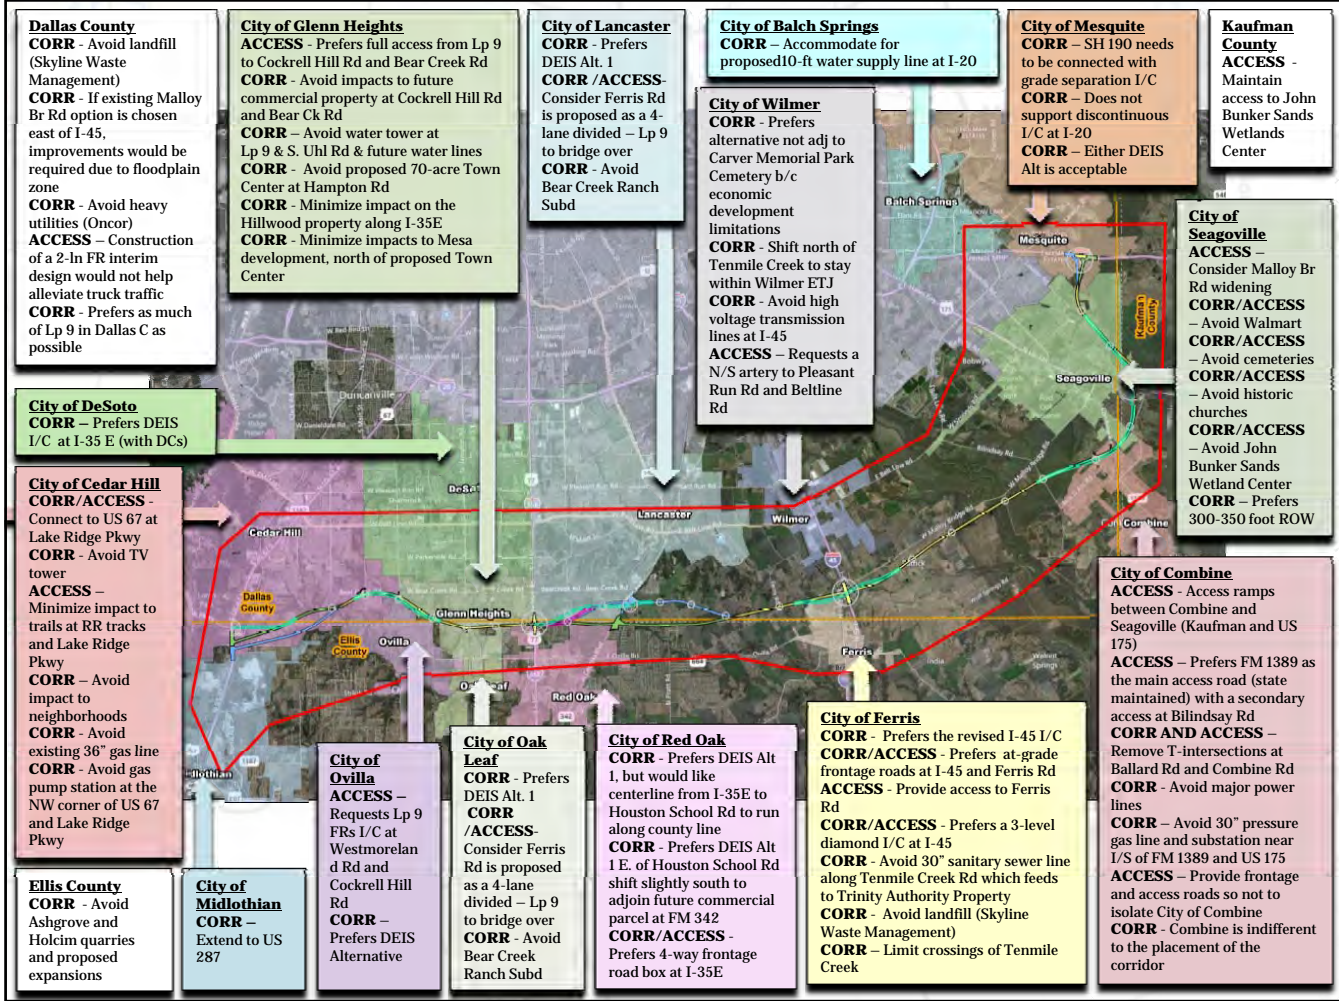 Dallas County
CORR - Avoid landfill
(Skyline Waste
Management)
CORR - If existing Malloy
Br Rd option is chosen
east of I-45,
improvements would be
required due to floodplain
zone
CORR - Avoid heavy
utilities (Oncor)
ACCESS – Construction
of a 2-ln FR interim
design would not help
alleviate truck traffic
CORR - Prefers as much
of Lp 9 in Dallas C as
possible
City of Glenn Heights
ACCESS - Prefers full access from Lp 9
to Cockrell Hill Rd and Bear Creek Rd
CORR - Avoid impacts to future
commercial property at Cockrell Hill Rd
and Bear Ck Rd
CORR – Avoid water tower at
Lp 9 & S. Uhl Rd & future water lines
CORR - Avoid proposed 70-acre Town
Center at Hampton Rd
CORR - Minimize impact on the
Hillwood property along I-35E
CORR - Minimize impacts to Mesa
development, north of proposed Town
Center
City of Lancaster
CORR - Prefers
DEIS Alt. 1
CORR /ACCESS-
Consider Ferris Rd
is proposed as a 4-
lane divided – Lp 9
to bridge over
CORR - Avoid
Bear Creek Ranch
Subd
City of Balch Springs
CORR – Accommodate for
proposed10-ft water supply line at I-20
City of Wilmer
CORR - Prefers
alternative not adj to
Carver Memorial Park
Cemetery b/c
economic
development
limitations
CORR - Shift north of
Tenmile Creek to stay
within Wilmer ETJ
CORR - Avoid high
voltage transmission
lines at I-45
ACCESS – Requests a
N/S artery to Pleasant
Run Rd and Beltline
Rd
City of Mesquite
CORR – SH 190 needs
to be connected with
grade separation I/C
CORR – Does not
support discontinuous
I/C at I-20
CORR – Either DEIS
Alt is acceptable
Kaufman
County
ACCESS -
Maintain
access to John
Bunker Sands
Wetlands
Center
City of
Seagoville
ACCESS –
Consider Malloy Br
Rd widening
CORR/ACCESS
– Avoid Walmart
CORR/ACCESS
– Avoid cemeteries
CORR/ACCESS
– Avoid historic
churches
CORR/ACCESS
– Avoid John
Bunker Sands
Wetland Center
CORR – Prefers
300-350 foot ROW
City of DeSoto
CORR – Prefers DEIS
I/C at I-35 E (with DCs)
City of Cedar Hill
CORR/ACCESS -
Connect to US 67 at
Lake Ridge Pkwy
CORR - Avoid TV
tower
ACCESS –
Minimize impact to
trails at RR tracks
and Lake Ridge
Pkwy
CORR – Avoid
impact to
neighborhoods
CORR - Avoid
existing 36” gas line
CORR - Avoid gas
pump station at the
NW corner of US 67
and Lake Ridge
Pkwy
Balch Springs
Mesquite
Kaufman
County
Seagoville
Duncanville
DeSoto
Cedar Hill
Lancaster
Wilmer
Combine
Dallas
County
Glenn Heights
Ellis
County
Ovilla
Ferris
Oak Leaf
Red Oak
Midlothian
Ellis County
CORR - Avoid
Ashgrove and
Holcim quarries
and proposed
expansions
City of
Midlothian
CORR –
Extend to US
287
City of
Ovilla
ACCESS –
Requests Lp 9
FRs I/C at
Westmorelan
d Rd and
Cockrell Hill
Rd
CORR –
Prefers DEIS
Alternative
City of Oak
Leaf
CORR - Prefers
DEIS Alt. 1
CORR
/ACCESS-
Consider Ferris
Rd is proposed
as a 4-lane
divided – Lp 9
to bridge over
CORR - Avoid
Bear Creek
Ranch Subd
City of Red Oak
CORR - Prefers DEIS Alt
1, but would like
centerline from I-35E to
Houston School Rd to run
along county line
CORR - Prefers DEIS Alt
1 E. of Houston School Rd
shift slightly south to
adjoin future commercial
parcel at FM 342
CORR/ACCESS -
Prefers 4-way frontage
road box at I-35E
City of Ferris
CORR - Prefers the revised I-45 I/C
CORR/ACCESS - Prefers at-grade
frontage roads at I-45 and Ferris Rd
ACCESS - Provide access to Ferris
Rd
CORR/ACCESS - Prefers a 3-level
diamond I/C at I-45
CORR - Avoid 30” sanitary sewer line
along Tenmile Creek Rd which feeds
to Trinity Authority Property
CORR - Avoid landfill (Skyline
Waste Management)
CORR – Limit crossings of Tenmile
Creek
City of Combine
ACCESS - Access ramps
between Combine and
Seagoville (Kaufman and US
175)
ACCESS – Prefers FM 1389 as
the main access road (state
maintained) with a secondary
access at Bilindsay Rd
CORR AND ACCESS –
Remove T-intersections at
Ballard Rd and Combine Rd
CORR - Avoid major power
lines
CORR – Avoid 30” pressure
gas line and substation near
I/S of FM 1389 and US 175
ACCESS – Provide frontage
and access roads so not to
isolate City of Combine
CORR - Combine is indifferent
to the placement of the
corridor